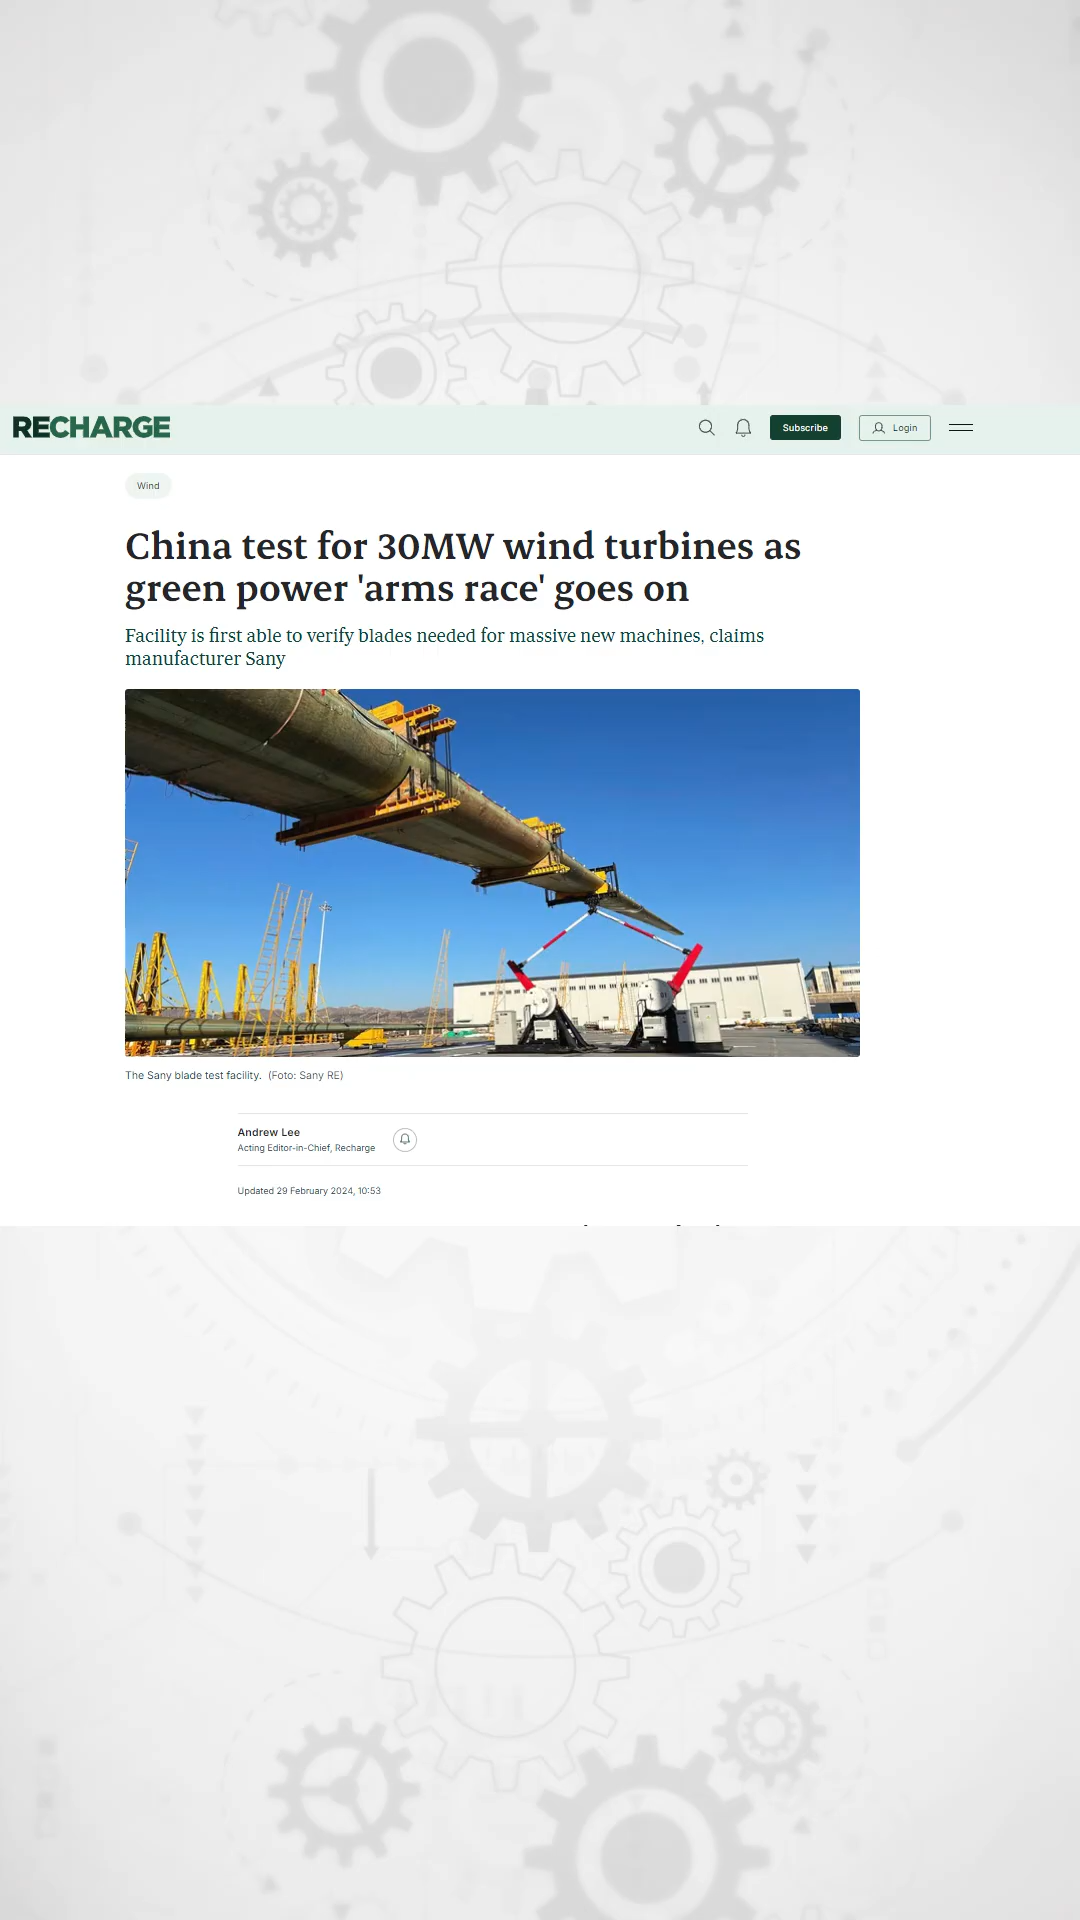 RECHARGE
Subscribe
Login
Wind
China test for 30MW wind turbines as
green power 'arms race' goes on
Facility is first able to verify blades needed for massive new machines, claims
manufacturer Sany
The Sany blade test facility. (Foto: Sany RE)
Andrew Lee
Acting Editor-in-Chief, Recharge
Updated 29 February 2024, 10:53